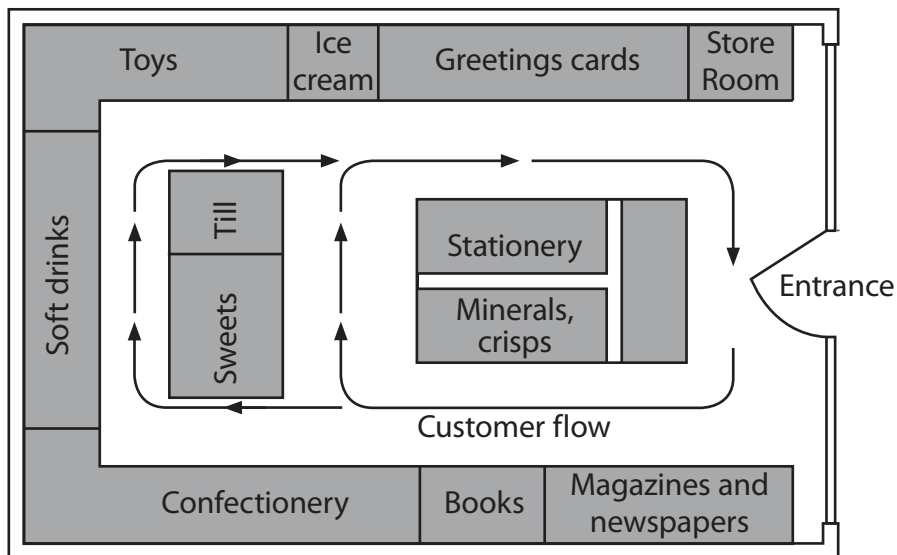 Toys
Ice
cream
Greetings cards
Store
Room
Soft drinks
Till
Sweets
Stationery
Minerals,
crisps
Entrance
Customer flow
Confectionery
Books
Magazines and
newspapers